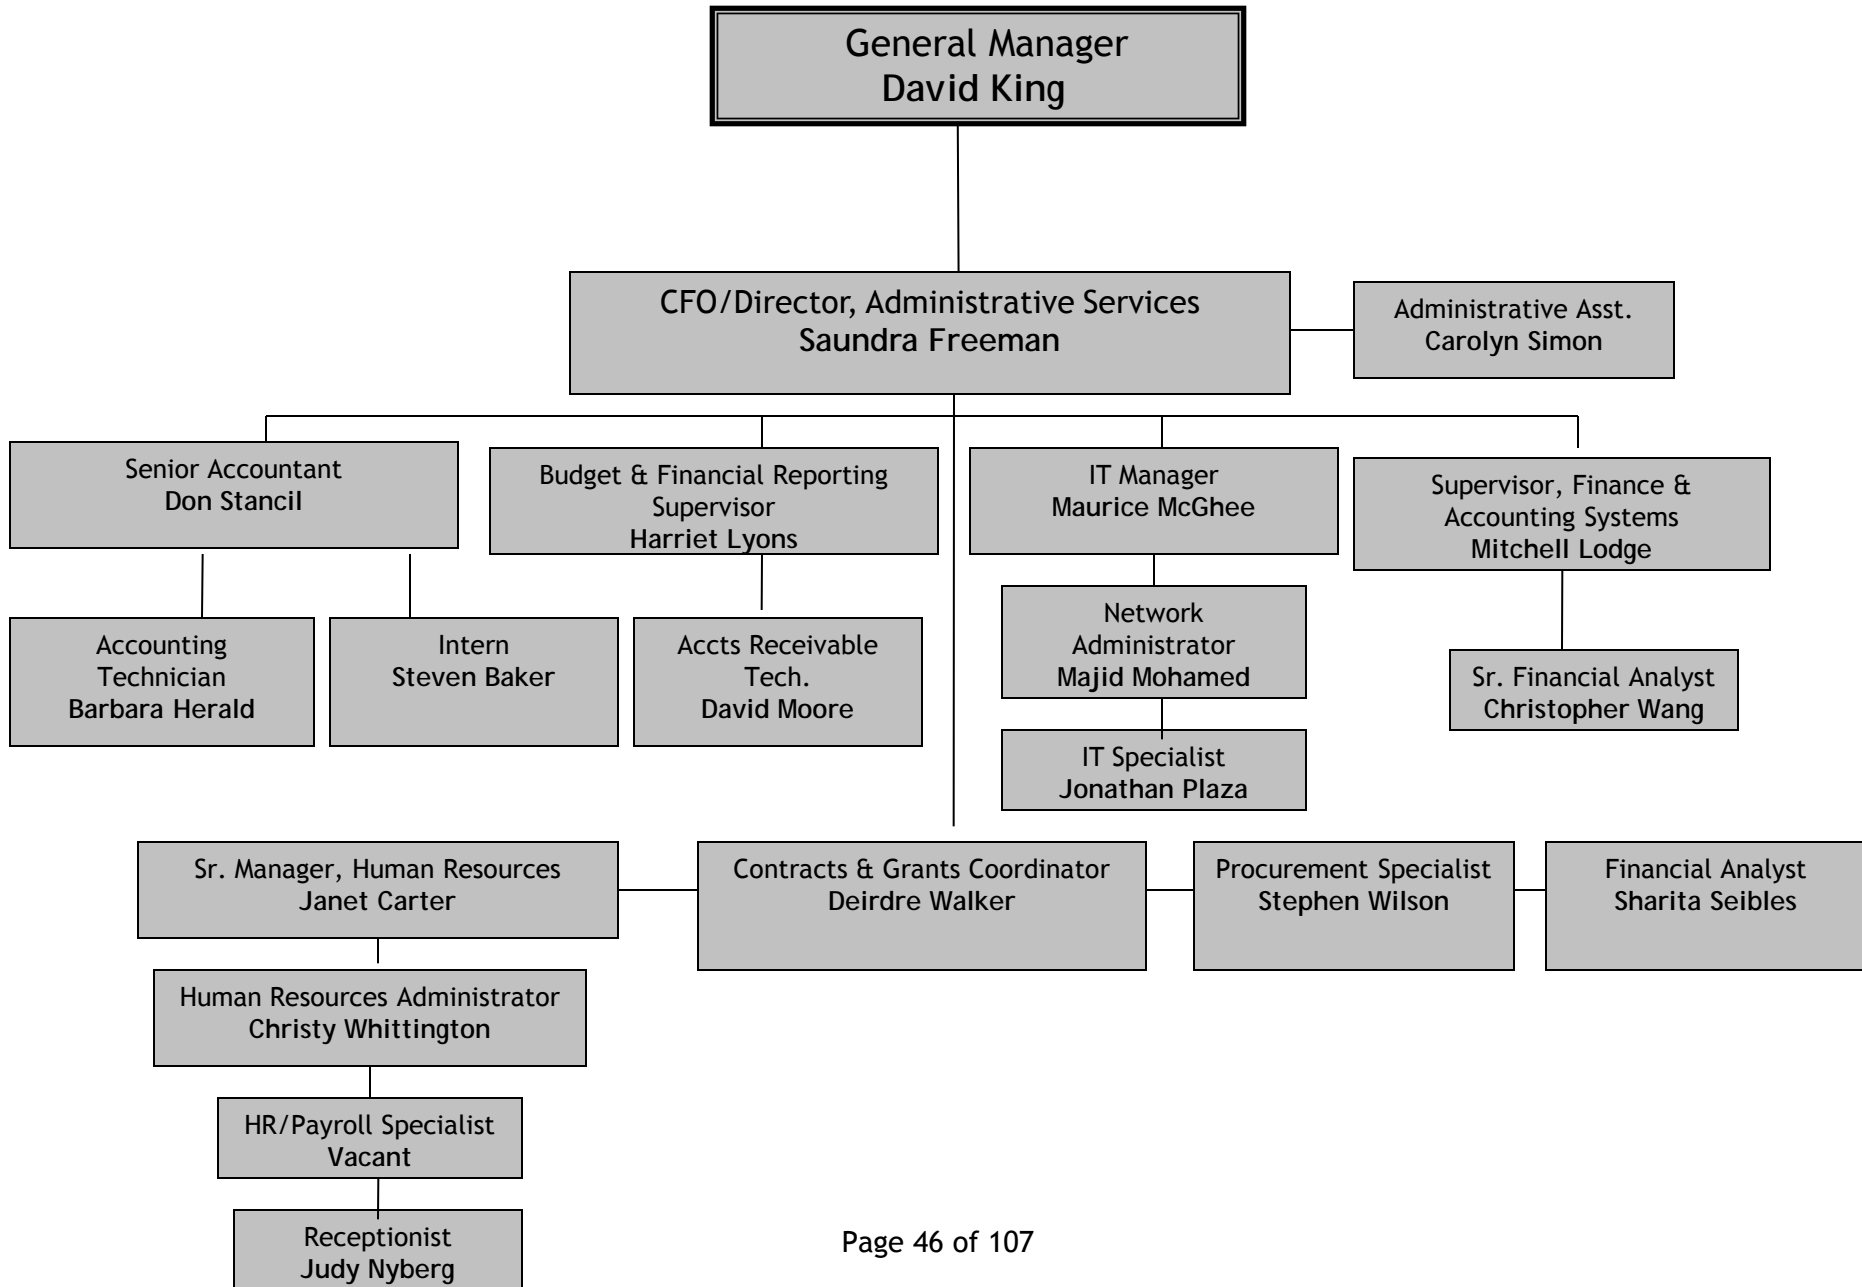 General Manager
David King
CFO/Director, Administrative Services
Saundra Freeman
Administrative Asst.
Carolyn Simon
Senior Accountant
Don Stancil
Budget & Financial Reporting
Supervisor
Harriet Lyons
IT Manager
Maurice McGhee
Supervisor, Finance &
Accounting Systems
Mitchell Lodge
Accounting
Technician
Barbara Herald
Intern
Steven Baker
Accts Receivable
Tech.
David Moore
Network
Administrator
Majid Mohamed
Sr. Financial Analyst
Christopher Wang
IT Specialist
Jonathan Plaza
Sr. Manager, Human Resources
Janet Carter
Contracts & Grants Coordinator
Deirdre Walker
Procurement Specialist
Stephen Wilson
Financial Analyst
Sharita Seibles
Human Resources Administrator
Christy Whittington
HR/Payroll Specialist
Vacant
Receptionist
Judy Nyberg
Page 46 of 107